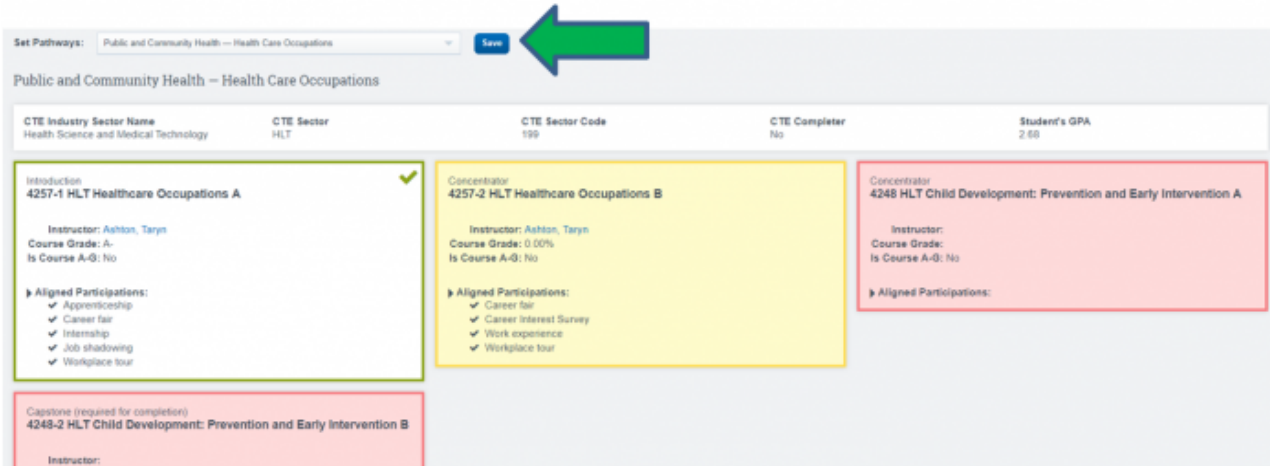 Set Pathways: Public and Community Health — Health Care Occupations Save
Public and Community Health — Health Care Occupations
CTE Industry Sector Name CTE Sector CTE Sector Code CTE Completer Student's GPA
Health Science and Medical Technology HLT 199 No 2.68
Introduction
4257-1 HLT Healthcare Occupations A
Instructor: Ashton, Taryn
Course Grade: A-
Is Course A-G: No
Aligned Participations:
Apprenticeship
Career fair
Internship
Job shadowing
Workplace tour
Concentrator
4257-2 HLT Healthcare Occupations B
Instructor: Ashton, Taryn
Course Grade: 0.00%
Is Course A-G: No
Aligned Participations:
Career fair
Career Interest Survey
Work experience
Workplace tour
Concentrator
4248 HLT Child Development: Prevention and Early Intervention A
Instructor:
Course Grade:
Is Course A-G: No
Aligned Participations:
Capstone (required for completion)
4248-2 HLT Child Development: Prevention and Early Intervention B
Instructor: